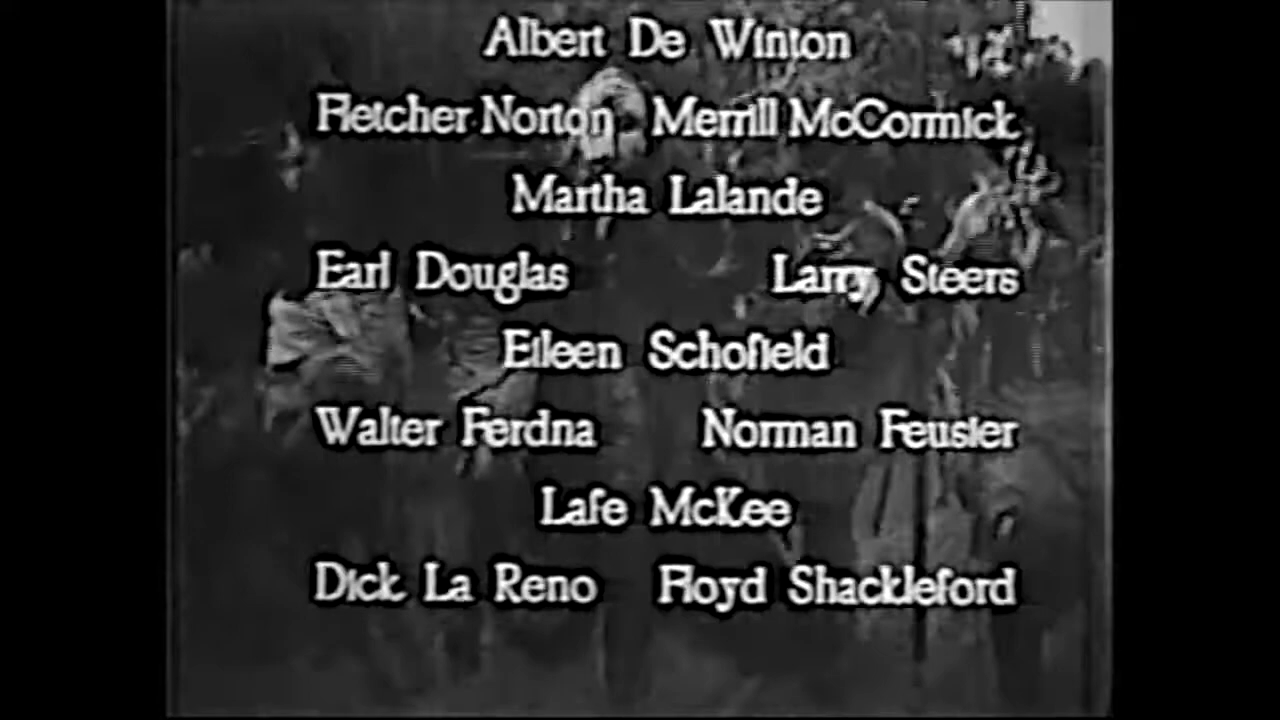 Albert De Winton
Fletcher Norton Merrill McCormick
Martha Lalande
Earl Douglas Larry Steers
Eileen Schofield
Walter Ferdna Norman Feusier
Lafe McKee
Dick La Reno Floyd Shackleford